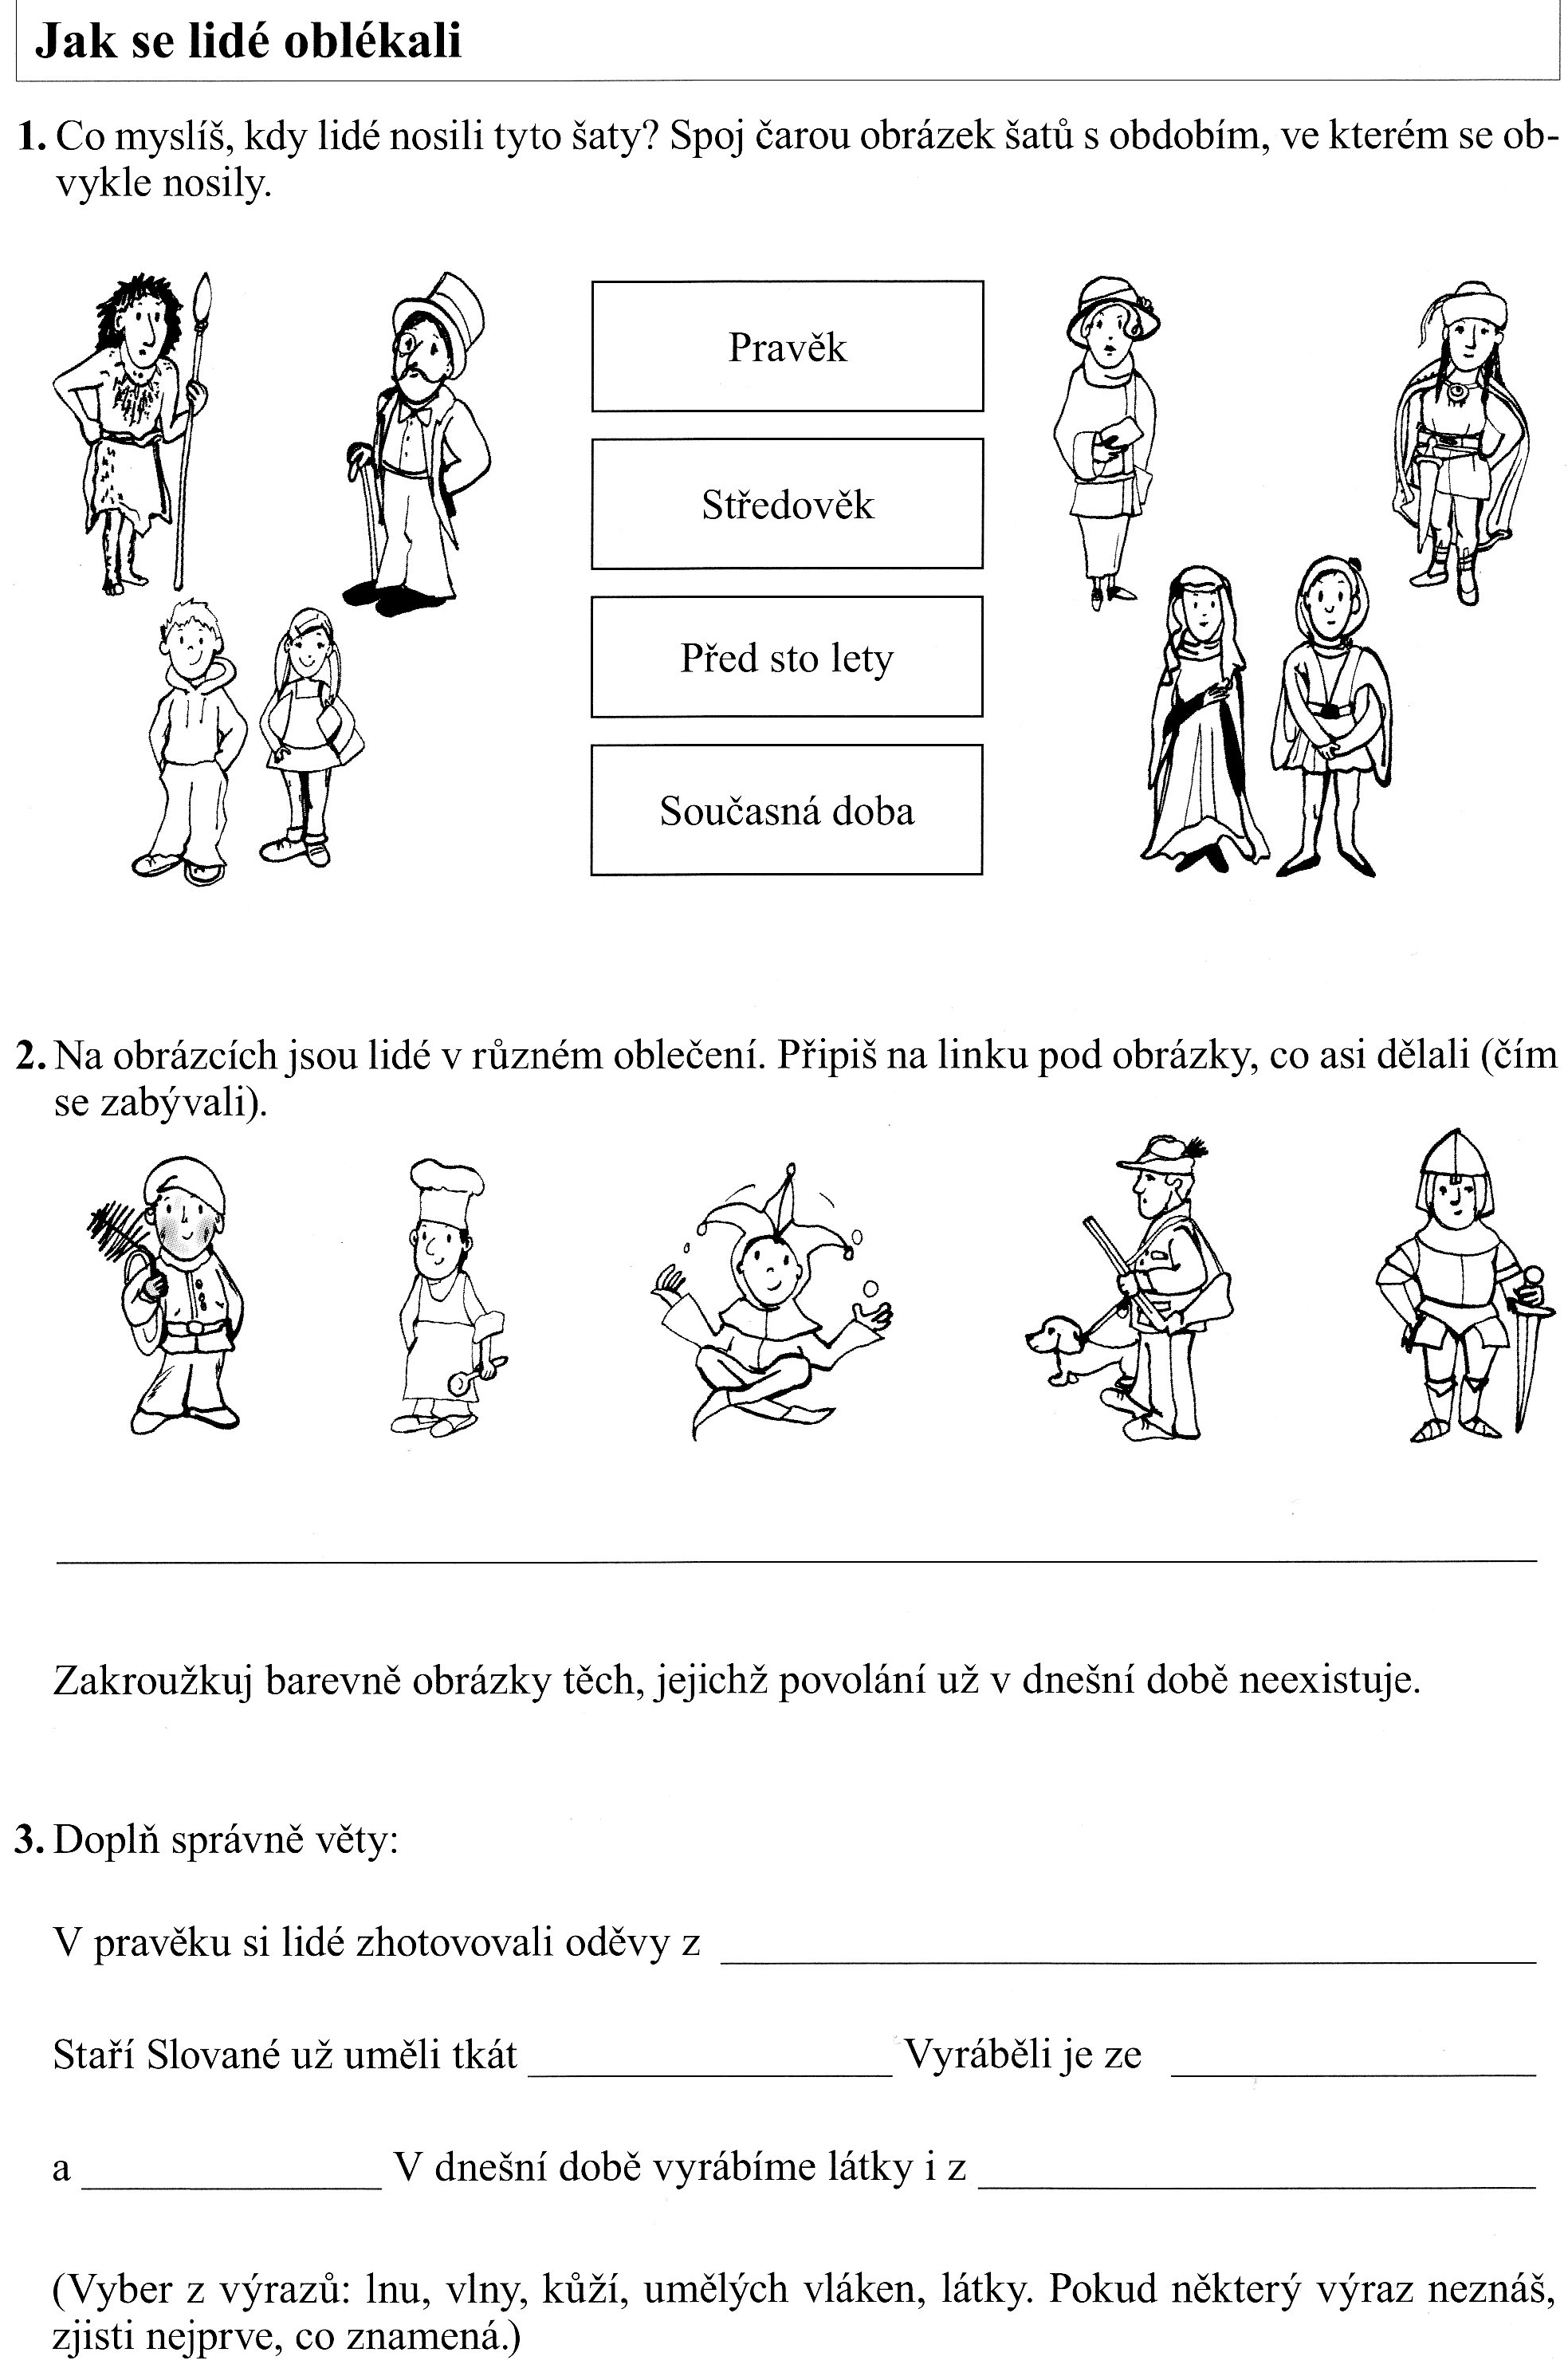 Jak se lidé oblékali
1. Co myslíš, kdy lidé nosili tyto šaty? Spoj čarou obrázek šatů s obdobím, ve kterém se ob-
vykle nosily.
Pravěk
Středověk
Před sto lety
Současná doba
2. Na obrázcích jsou lidé v různém oblečení. Připiš na linku pod obrázky, co asi dělali (čím
se zabývali).
Zakroužkuj barevně obrázky těch, jejichž povolání už v dnešní době neexistuje.
3. Doplň správně věty:
V pravěku si lidé zhotovovali oděvy z
Staří Slované už uměli tkát Vyráběli je ze
a V dnešní době vyrábíme látky i z
(Vyber z výrazů: lnu, vlny, kůží, umělých vláken, látky. Pokud některý výraz neznáš,
zjisti nejprve, co znamená.)